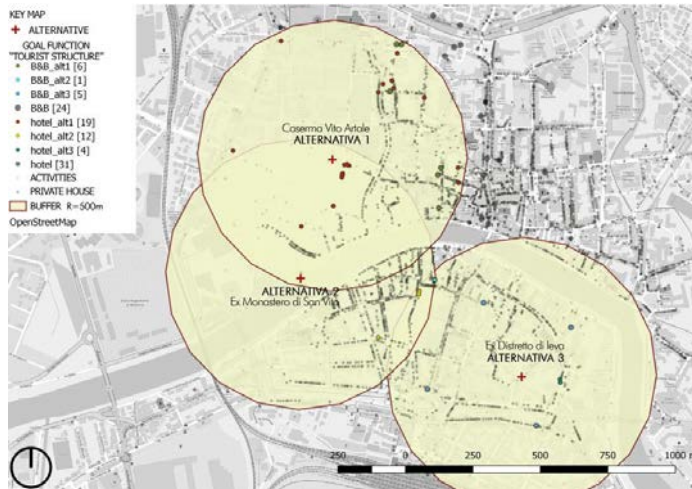 KEY MAP
ALTERNATIVE
GOAL FUNCTION
"TOURIST STRUCTURE"
B&B_alt1 [6]
B&B_alt2 [1]
B&B_alt3 [5]
B&B [24]
hotel_alt1 [19]
hotel_alt2 [12]
hotel_alt3 [4]
hotel [31]
ACTIVITIES
PRIVATE HOUSE
BUFFER R=500m
OpenStreetMap
Caserma Vito Artale
ALTERNATIVA 1
ALTERNATIVA 2
Ex Monastero di San Vito
Ex Distretto di leva
ALTERNATIVA 3
250 0 250 500 750 1000 m